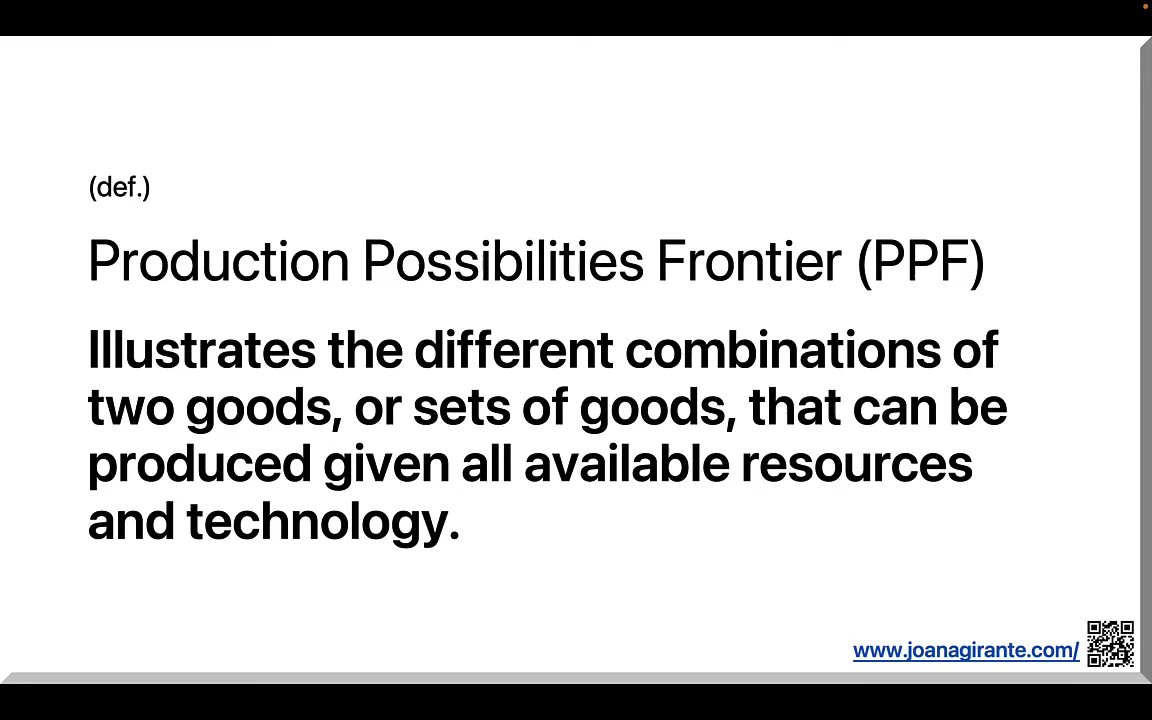 (def.)
Production Possibilities Frontier (PPF)
Illustrates the different combinations of
two goods, or sets of goods, that can be
produced given all available resources
and technology.
www.joanagirante.com/